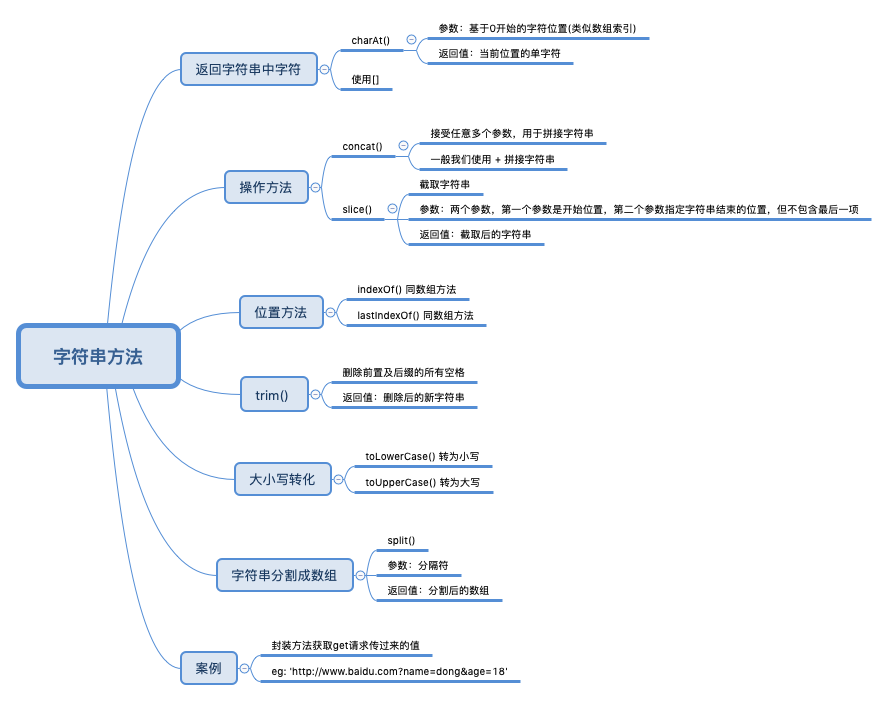 字符串方法
返回字符串中字符
charAt()
参数：基于0开始的字符位置(类似数组索引)
返回值：当前位置的单字符
使用[]
操作方法
concat()
接受任意多个参数，用于拼接字符串
一般我们使用 + 拼接字符串
slice()
截取字符串
参数：两个参数，第一个参数是开始位置，第二个参数指定字符串结束的位置，但不包含最后一项
返回值：截取后的字符串
位置方法
indexOf() 同数组方法
lastIndexOf() 同数组方法
trim()
删除前置及后缀的所有空格
返回值：删除后的新字符串
大小写转化
toLowerCase() 转为小写
toUpperCase() 转为大写
字符串分割成数组
split()
参数：分隔符
返回值：分割后的数组
案例
封装方法获取get请求传过来的值
eg: 'http://www.baidu.com?name=dong&age=18'